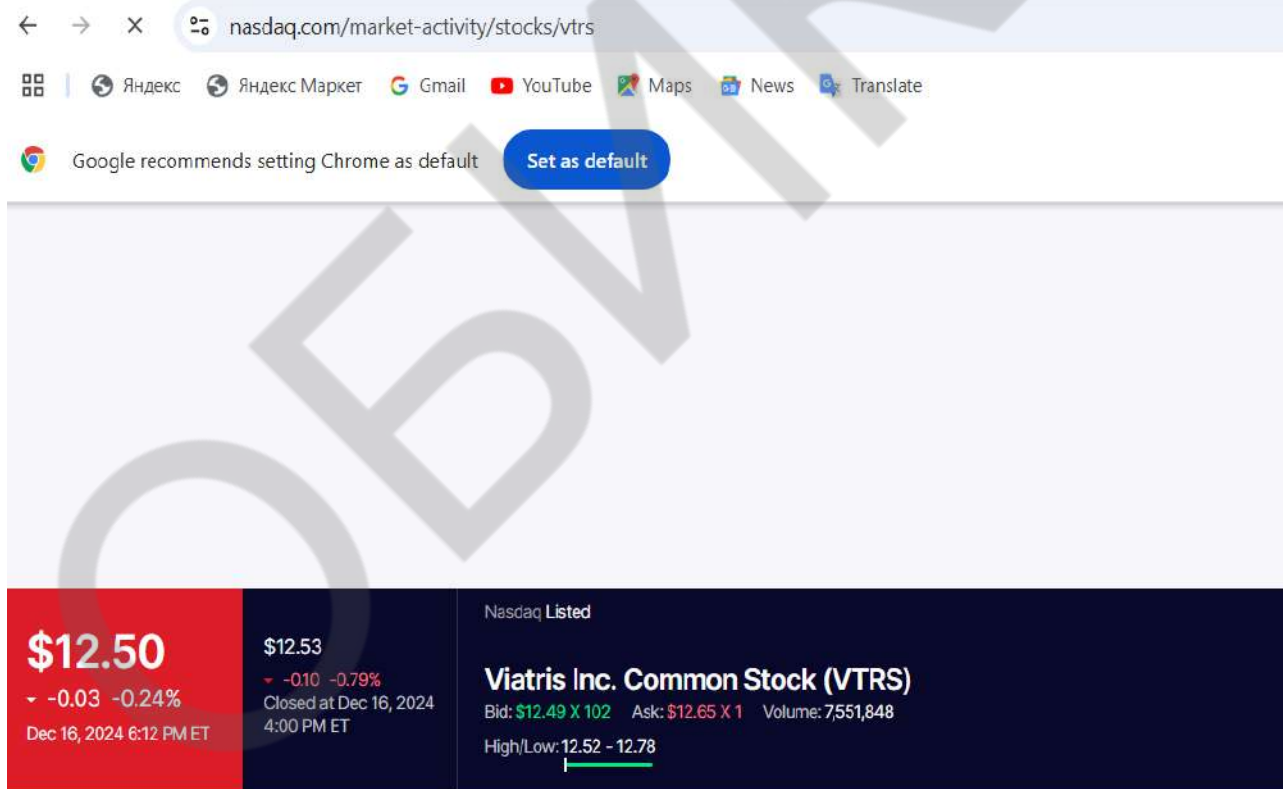 nasdaq.com/market-activity/stocks/vtrs
Яндекс Яндекс Маркет Gmail YouTube Maps News Translate
Google recommends setting Chrome as default Set as default
Nasdaq Listed
$12.50
-0.03 -0.24%
Dec 16, 2024 6:12 PM ET
$12.53
-0.10 -0.79%
Closed at Dec 16, 2024
4:00 PM ET
Viatris Inc. Common Stock (VTRS)
Bid: $12.49 X 102 Ask: $12.65 X 1 Volume: 7,551,848
High/Low: 12.52 - 12.78